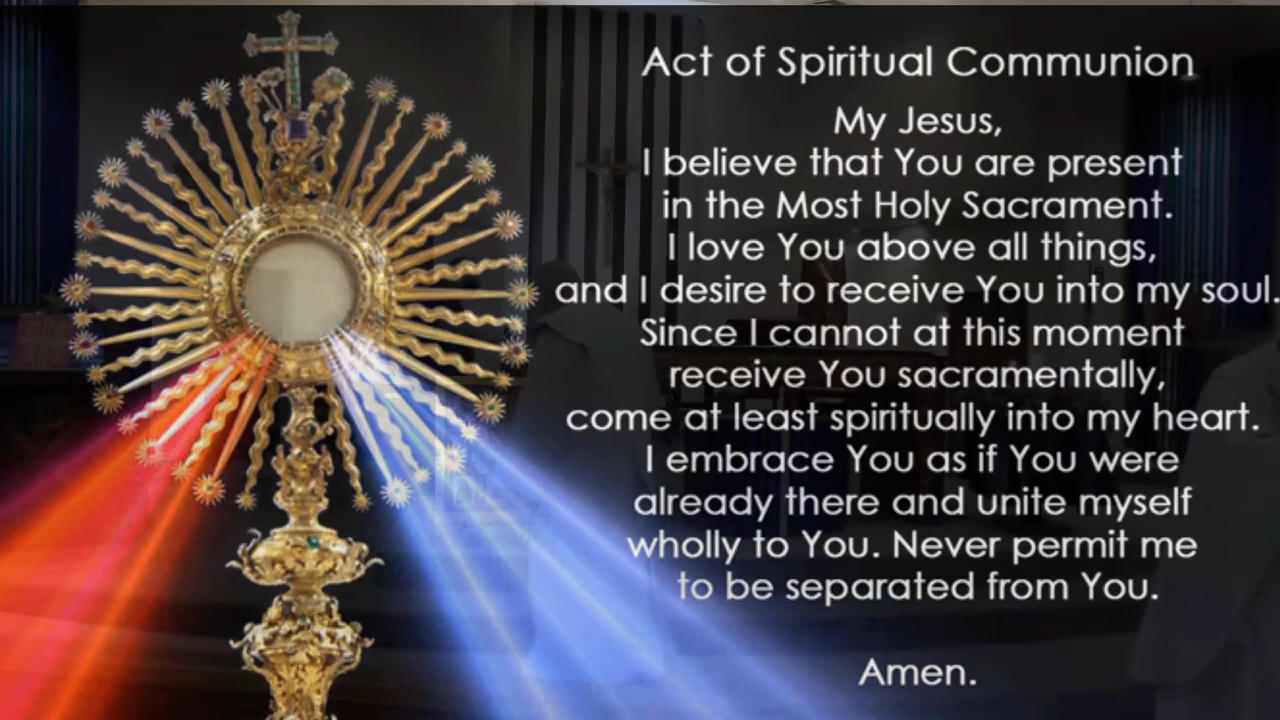 Act of Spiritual Communion
My Jesus,
I believe that You are present
in the Most Holy Sacrament.
I love You above all things,
and I desire to receive You into my soul.
Since I cannot at this moment
receive You sacramentally,
come at least spiritually into my heart.
I embrace You as if You were
already there and unite myself
wholly to You. Never permit me
to be separated from You.
Amen.